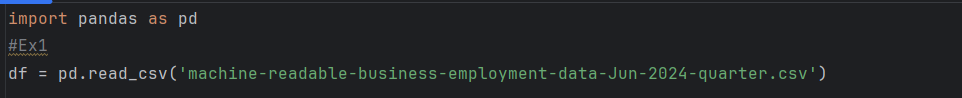 import pandas as pd
#Ex1
df = pd.read_csv('machine-readable-business-employment-data-Jun-2024-quarter.csv')